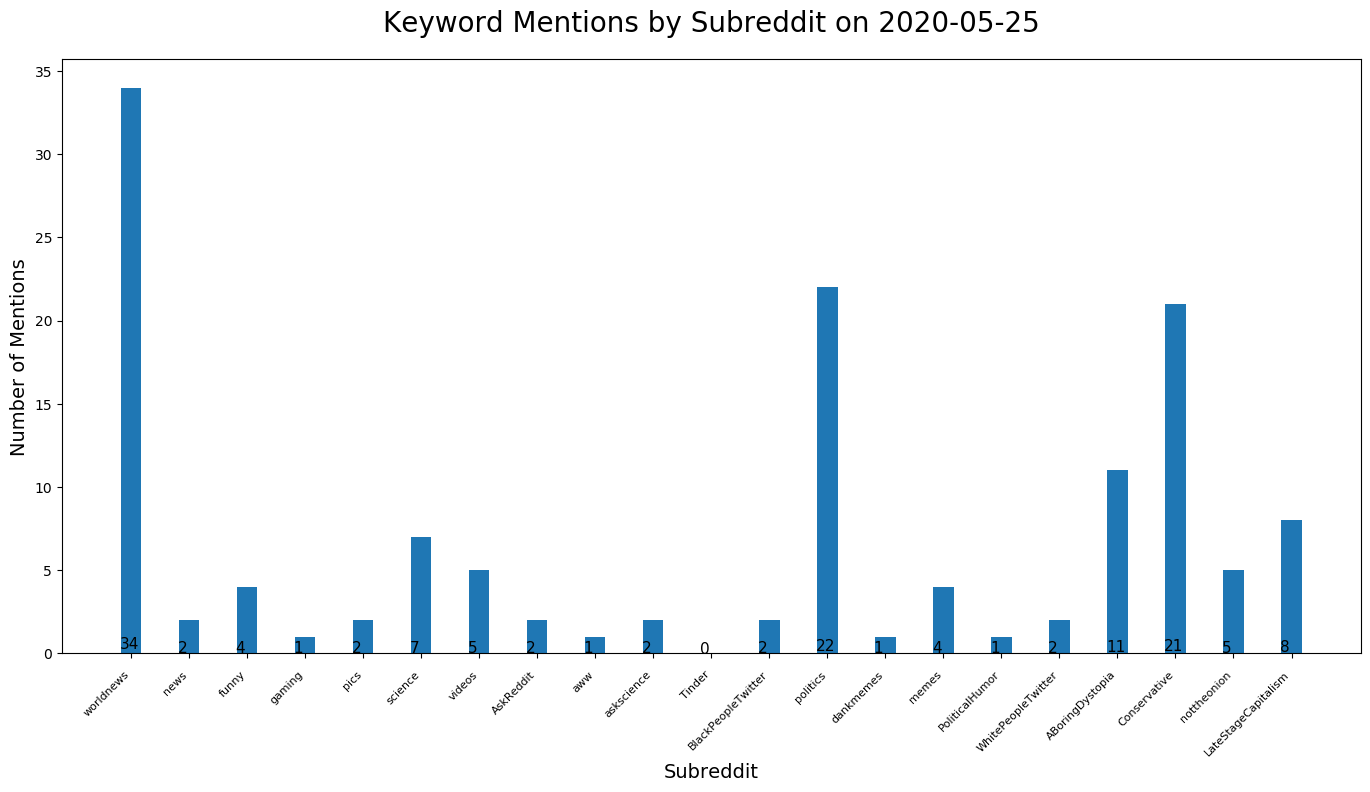 Keyword Mentions by Subreddit on 2020-05-25
Number of Mentions
35
30
25
20
15
10
5
0
34
2
4
1
2
7
5
2
1
2
0
2
22
1
4
1
2
11
21
5
8
worldnews
news
funny
gaming
pics
science
videos
AskReddit
aww
askscience
Tinder
BlackPeopleTwitter
politics
dankmemes
memes
PoliticalHumor
WhitePeopleTwitter
ABoringDystopia
Conservative
nottheonion
LateStageCapitalism
Subreddit